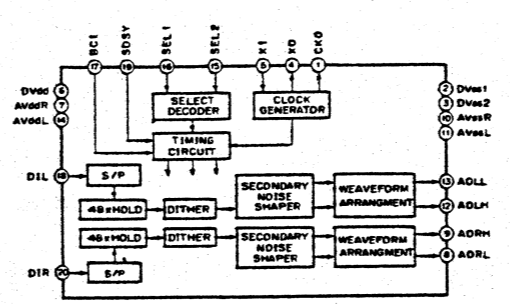 BCI SDSY SEL1 SEL2 XI XO CKO
17 19 16 15 5 4 1
DVdd 6
AVddR 7
AVddL 14
SELECT
DECODER
CLOCK
GENERATOR
TIMING
CIRCUIT
2 DVss1
3 DVss2
10 AVssR
11 AVssL
DIL 18
S/P
48×HOLD
DITHER
SECONDARY
NOISE
SHAPER
WEAVEFORM
ARRANGMENT
13 AOLL
12 AOLH
48×HOLD
DITHER
SECONDARY
NOISE
SHAPER
WEAVEFORM
ARRANGMENT
9 AORH
8 AORL
DIR 20
S/P